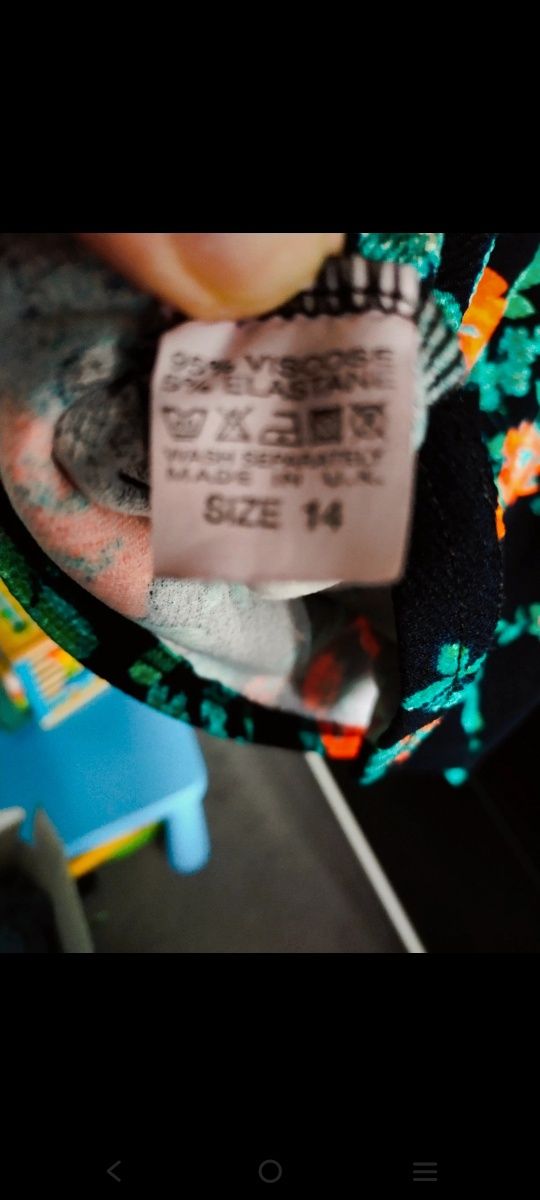 95% VISCOSE
5% ELASTANE
WASH SEPARATELY
MADE IN U.K.
SIZE 14